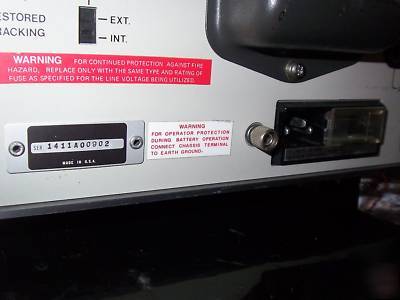 ESTORED
RACKING
EXT.
INT.
WARNING FOR CONTINUED PROTECTION AGAINST FIRE
HAZARD, REPLACE ONLY WITH THE SAME TYPE AND RATING OF
FUSE AS SPECIFIED FOR THE LINE VOLTAGE BEING UTILIZED.
SER. 1411A00902
MADE IN U.S.A.
WARNING
FOR OPERATOR PROTECTION
DURING BATTERY OPERATION
CONNECT CHASSIS TERMINAL
TO EARTH GROUND.